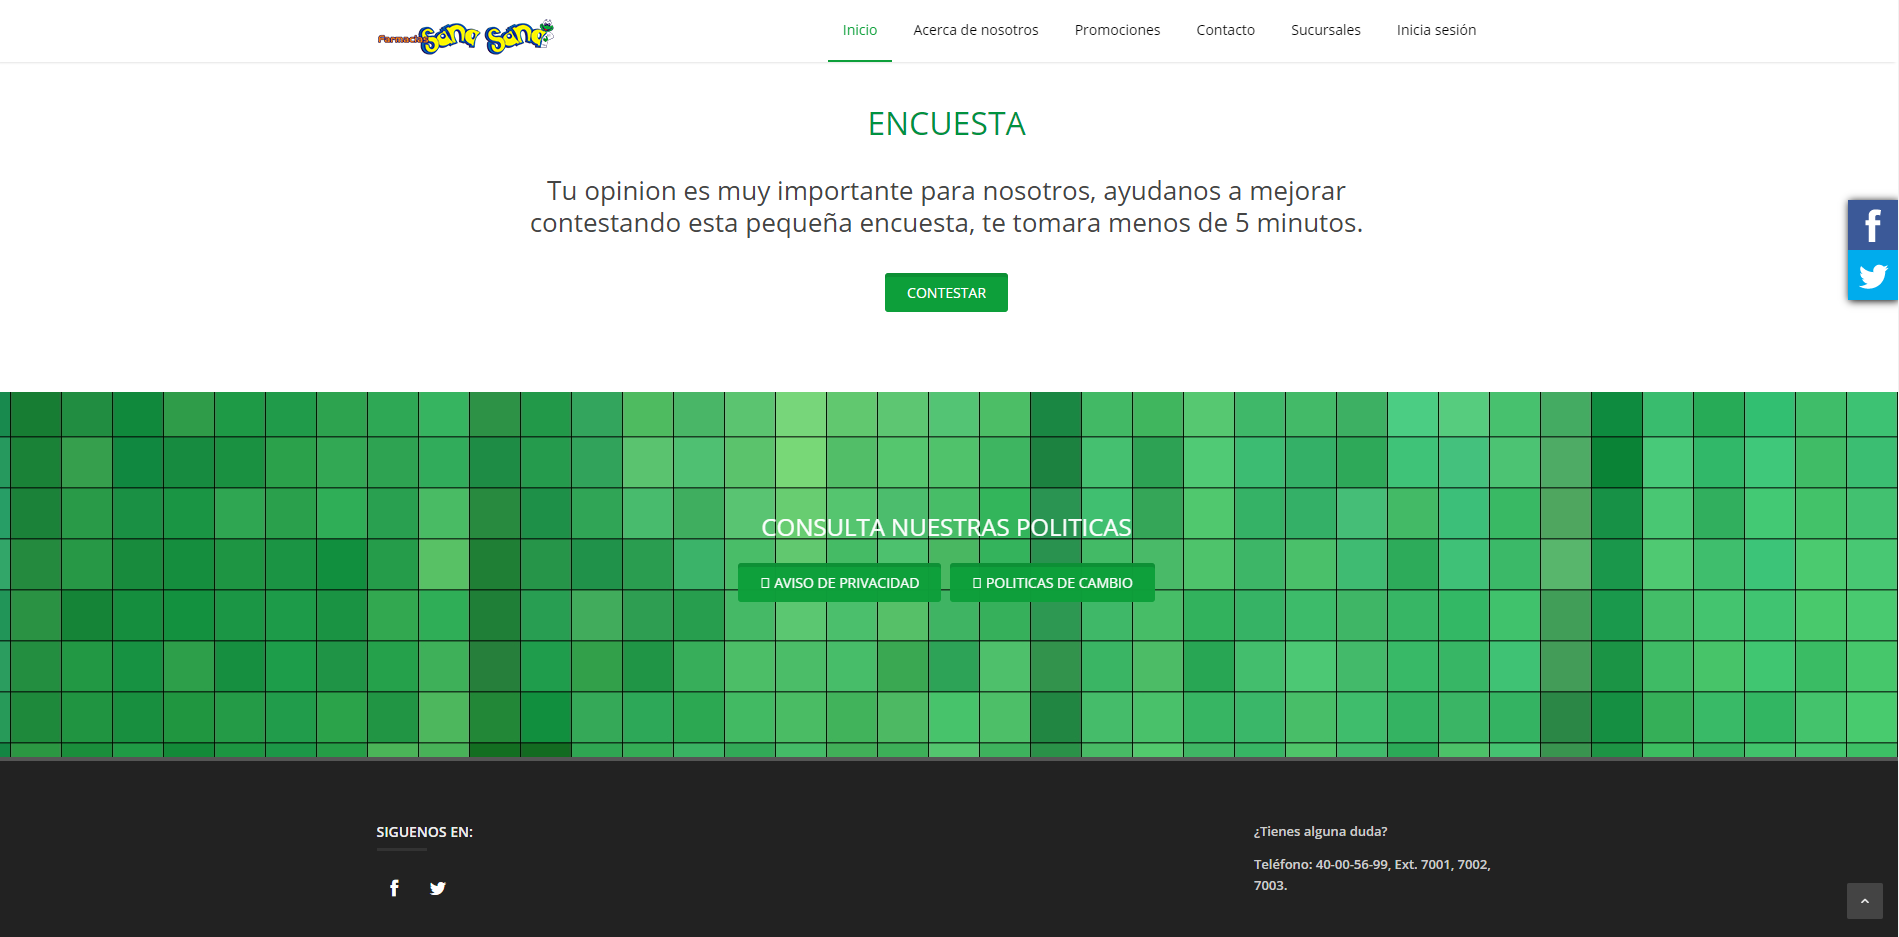 Farmacias Sana Sana
Inicio
Acerca de nosotros
Promociones
Contacto
Sucursales
Inicia sesión
ENCUESTA
Tu opinion es muy importante para nosotros, ayudanos a mejorar
contestando esta pequeña encuesta, te tomara menos de 5 minutos.
CONTESTAR
CONSULTA NUESTRAS POLITICAS
AVISO DE PRIVACIDAD
POLITICAS DE CAMBIO
SIGUENOS EN:
¿Tienes alguna duda?
Teléfono: 40-00-56-99, Ext. 7001, 7002,
7003.